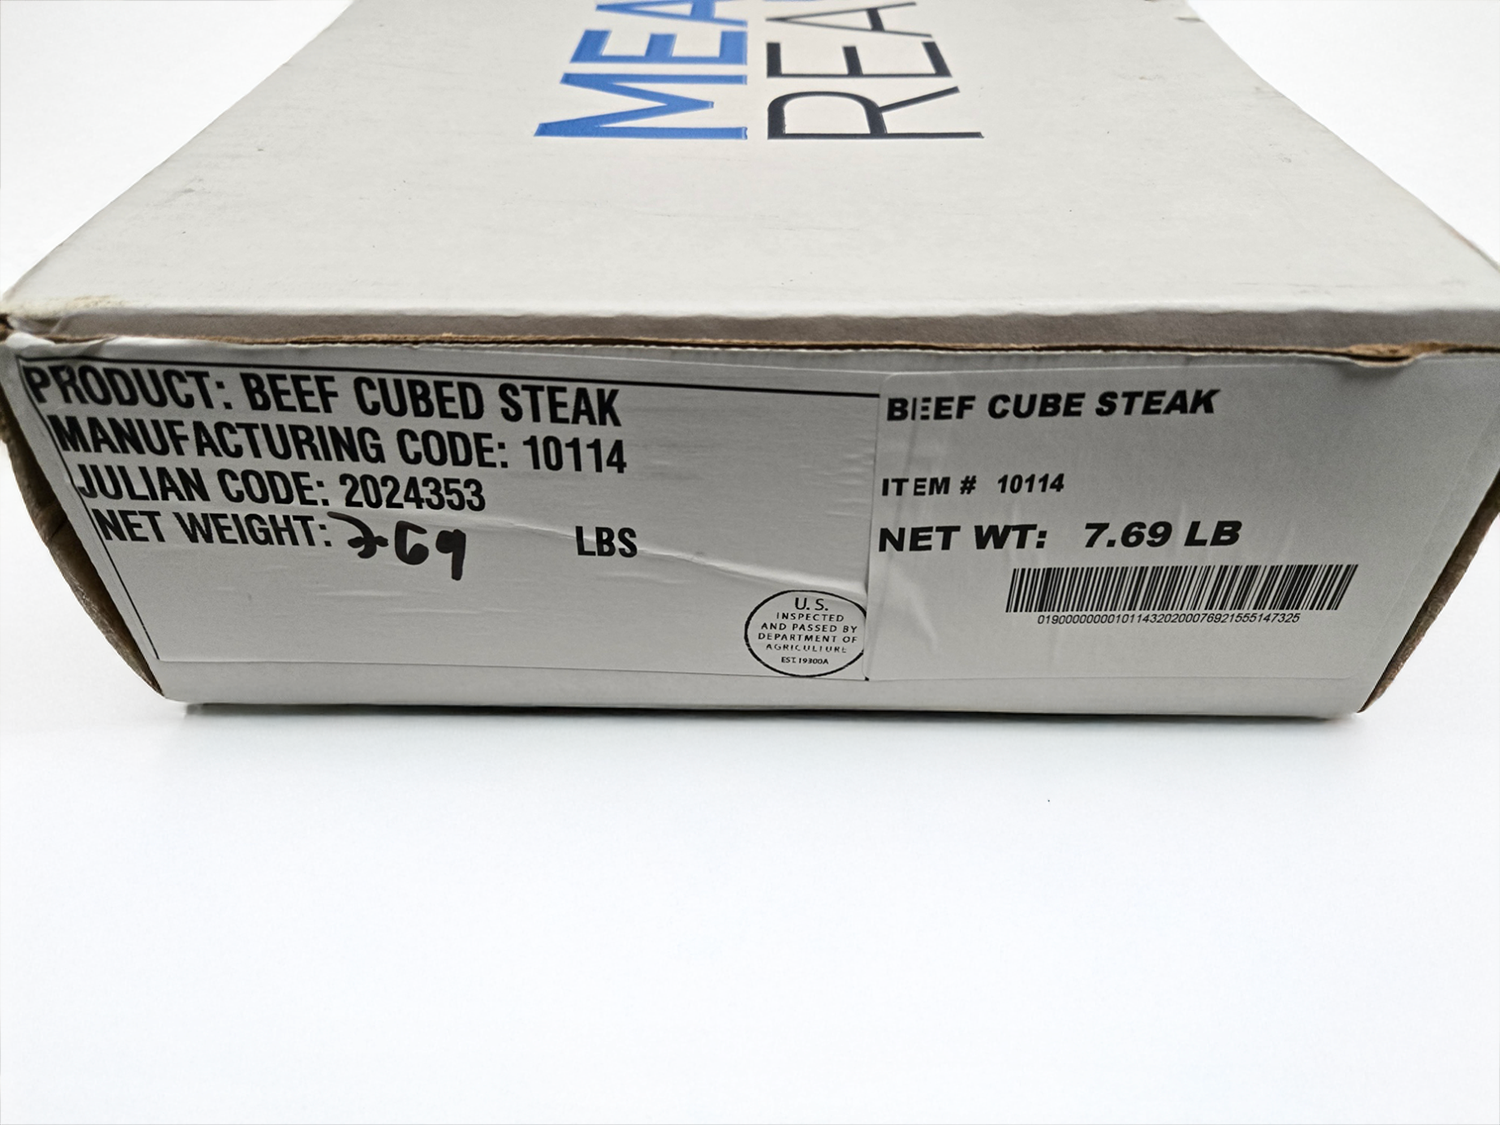 MEA
REA
PRODUCT: BEEF CUBED STEAK
MANUFACTURING CODE: 10114
JULIAN CODE: 2024353
NET WEIGHT: 7.69 LBS
U. S.
INSPECTED
AND PASSED BY
DEPARTMENT OF
AGRICULTURE
EST. 19300A
BEEF CUBE STEAK
ITEM # 10114
NET WT: 7.69 LB
0190000000010114320200076921555147325